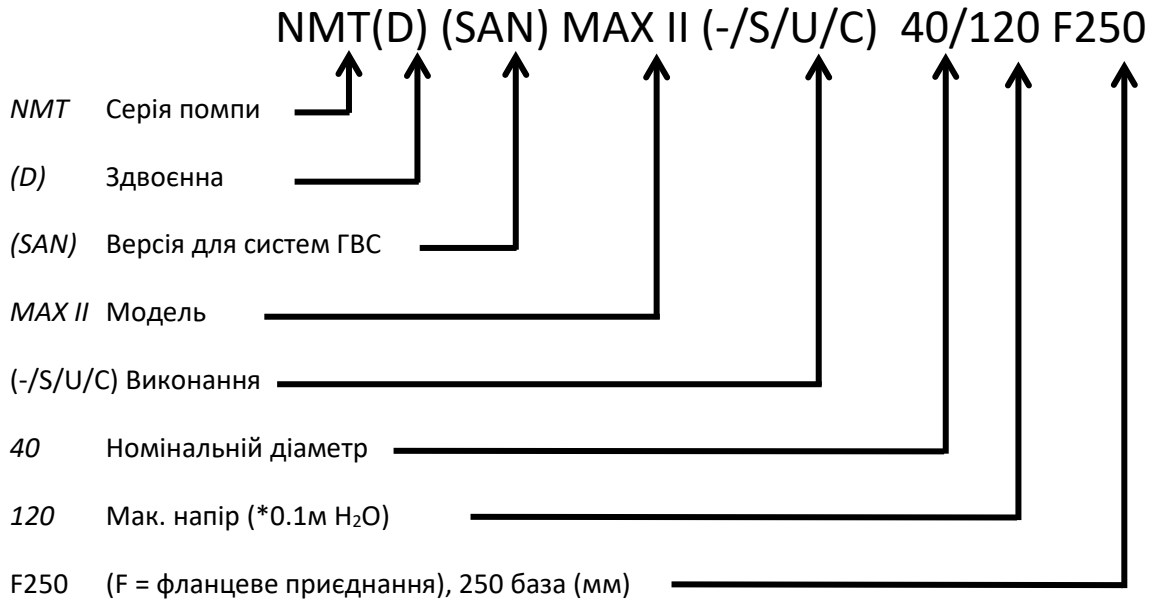 NMT(D) (SAN) MAX II (-/S/U/C) 40/120 F250
NMT Серія помпи
(D) Здвоєнна
(SAN) Версія для систем ГВС
MAX II Модель
(-/S/U/C) Виконання
40 Номінальній діаметр
120 Мак. напір (*0.1м H₂O)
F250 (F = фланцеве приєднання), 250 база (мм)